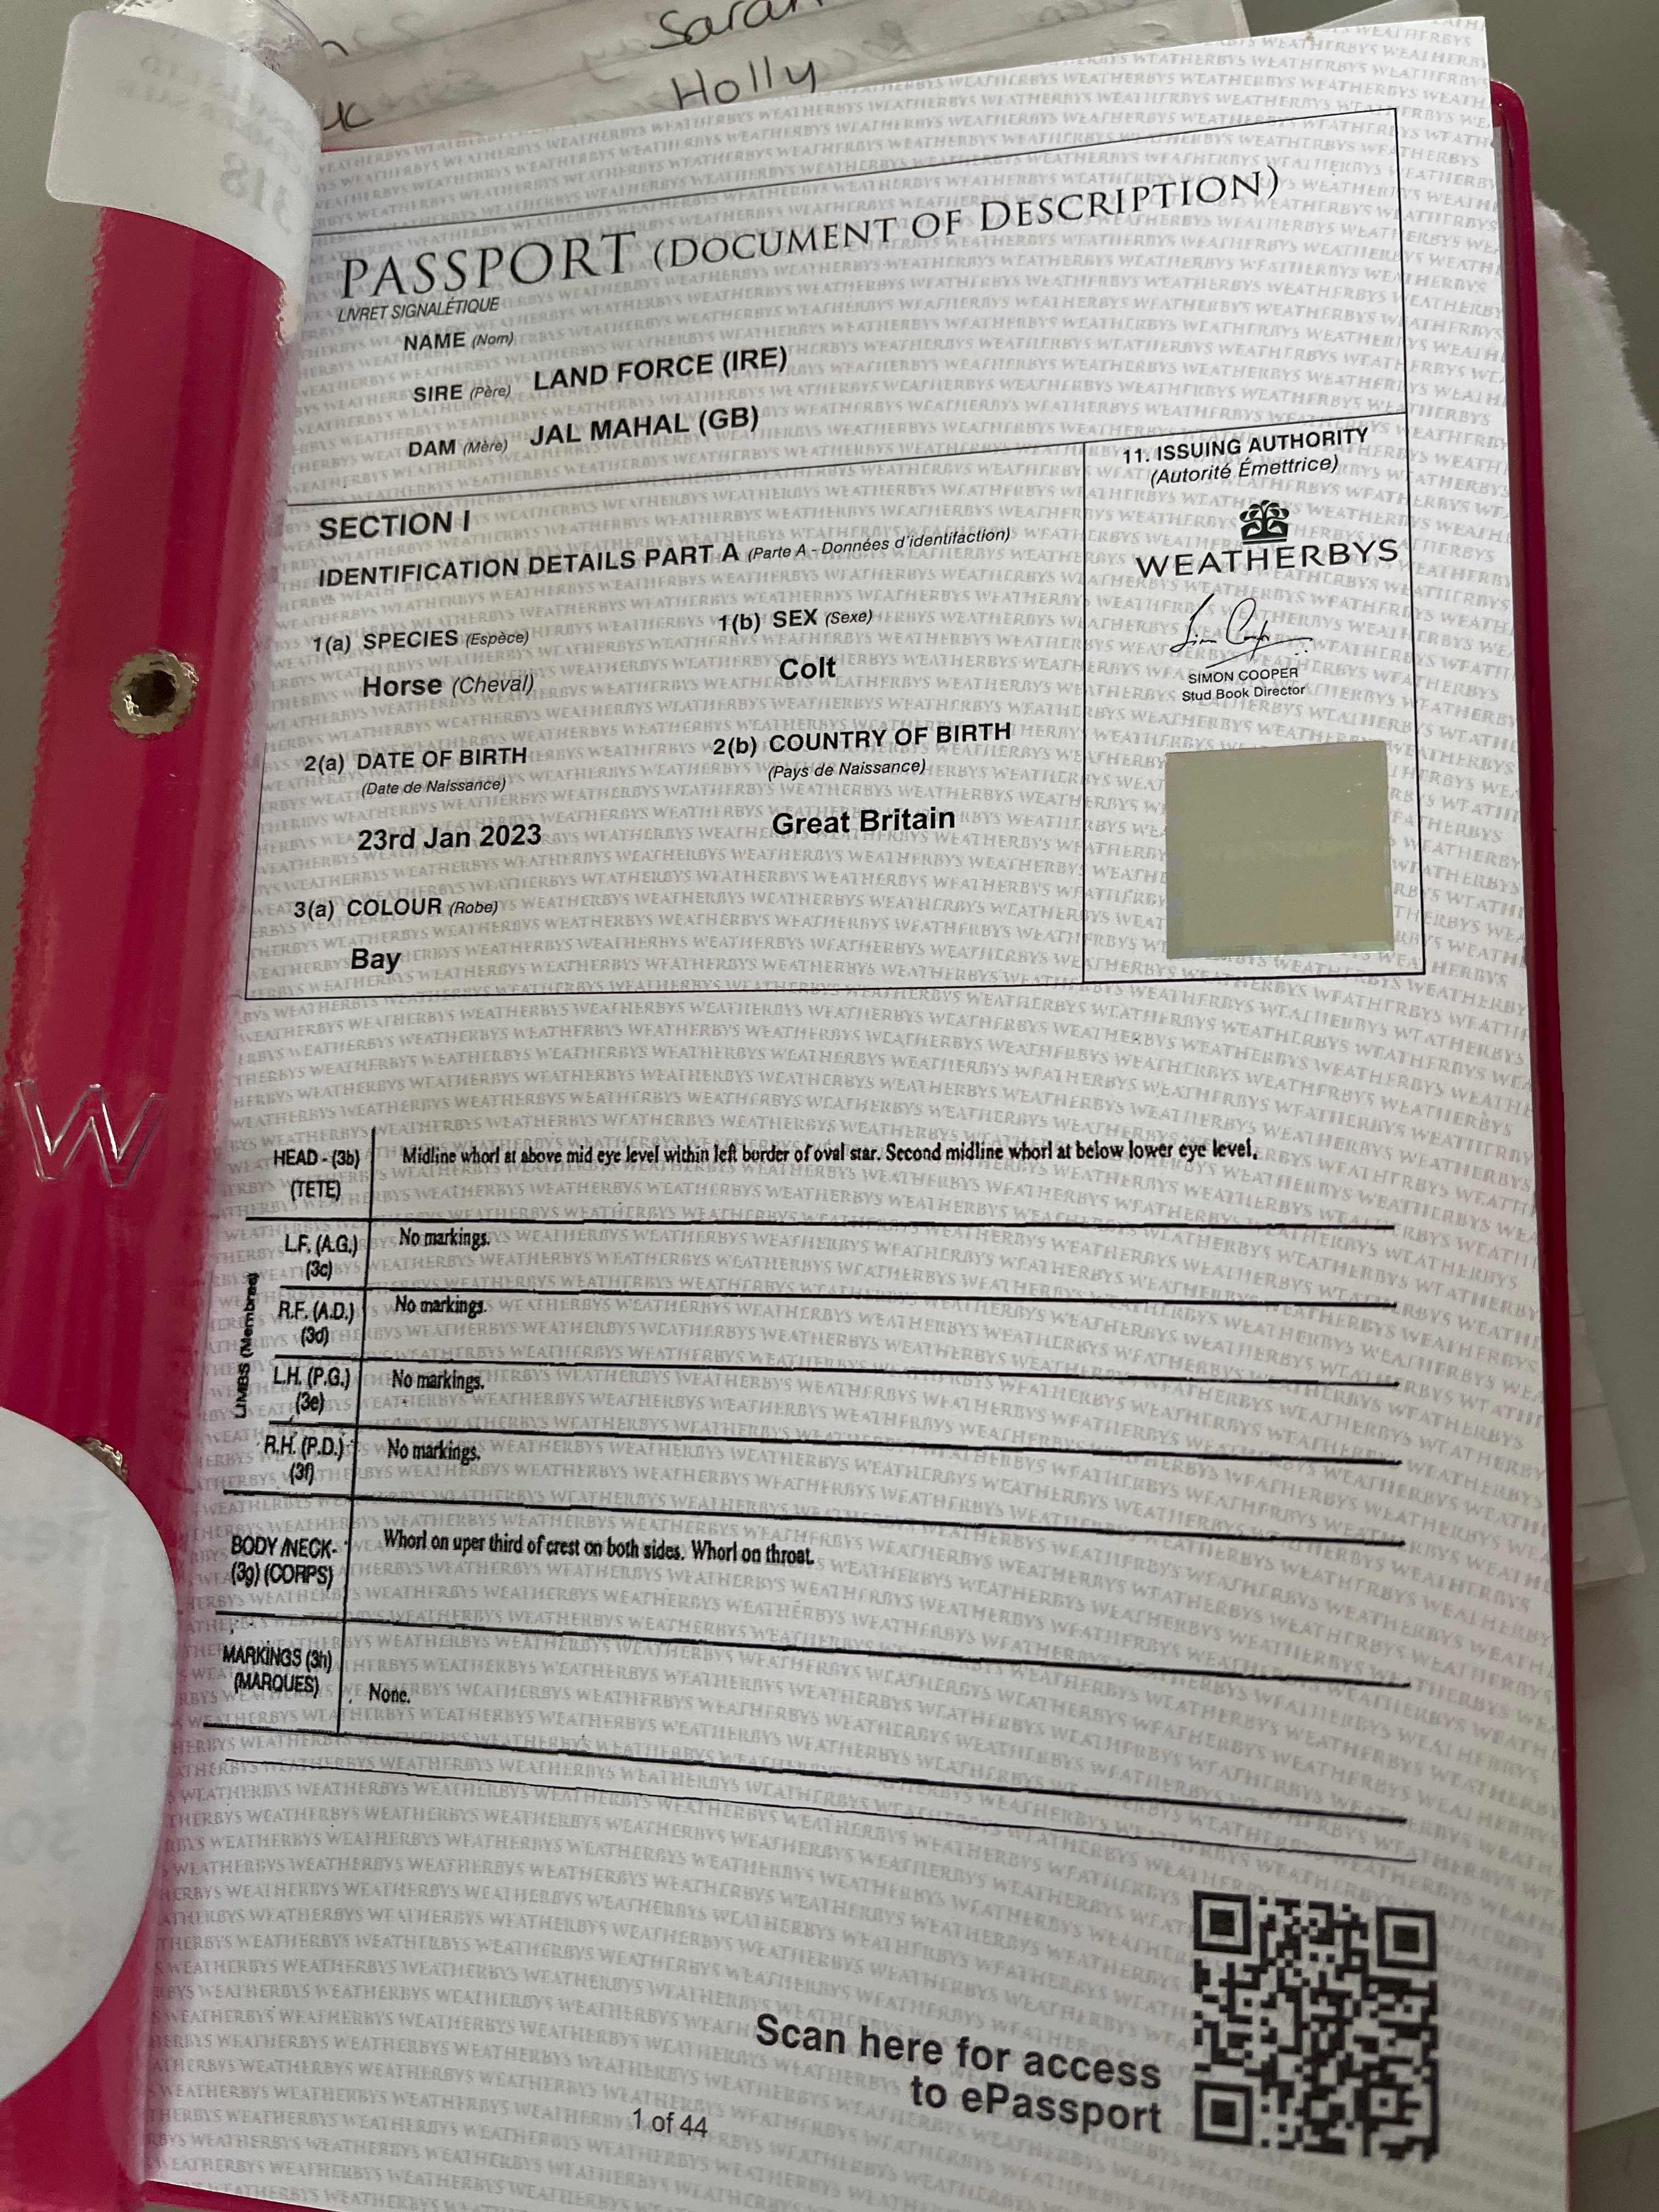 Sarah
Holly
318
PASSPORT (DOCUMENT OF DESCRIPTION)
LIVRET SIGNALÉTIQUE
NAME (Nom)
SIRE (Père) LAND FORCE (IRE)
DAM (Mère) JAL MAHAL (GB)
SECTION I
IDENTIFICATION DETAILS PART A (Parte A - Données d'identifaction)
1(a) SPECIES (Espèce)
Horse (Cheval)
1(b) SEX (Sexe)
Colt
2(a) DATE OF BIRTH
(Date de Naissance)
23rd Jan 2023
2(b) COUNTRY OF BIRTH
(Pays de Naissance)
Great Britain
3(a) COLOUR (Robe)
Bay
11. ISSUING AUTHORITY
(Autorité Émettrice)
WEATHERBYS
SIMON COOPER
Stud Book Director
W
HEAD - (3b)
(TETE)
Midline whorl at above mid eye level within left border of oval star. Second midline whorl at below lower eye level.
LIMBS (Membres)
L.F. (A.G.)
(3c)
No markings.
R.F. (A.D.)
(3d)
No markings.
L.H. (P.G.)
(3e)
No markings.
R.H. (P.D.)
(3f)
No markings.
BODY /NECK-
(3g) (CORPS)
Whorl on uper third of crest on both sides. Whorl on throat.
MARKINGS (3h)
(MARQUES)
None.
Scan here for access
to ePassport
1 of 44